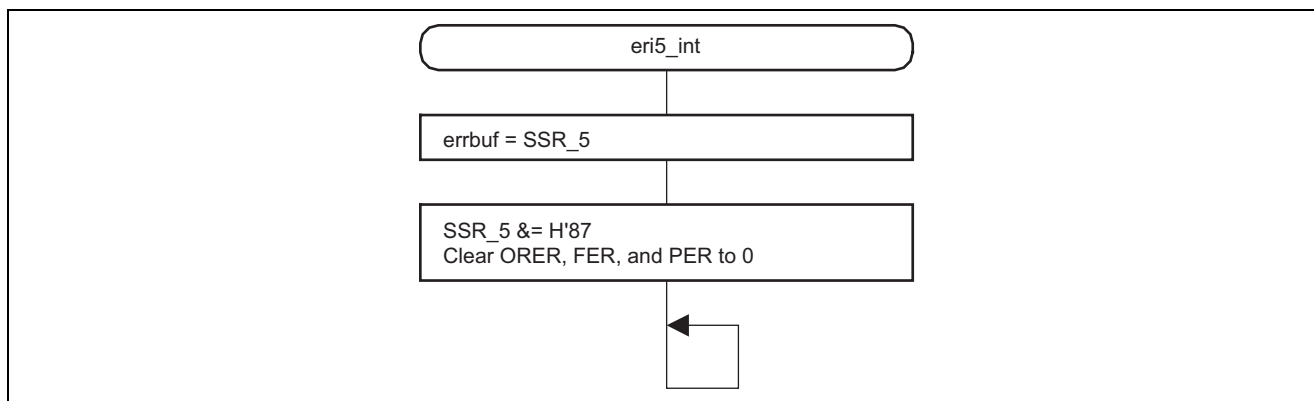 eri5_int
errbuf = SSR_5
SSR_5 &= H'87
Clear ORER, FER, and PER to 0